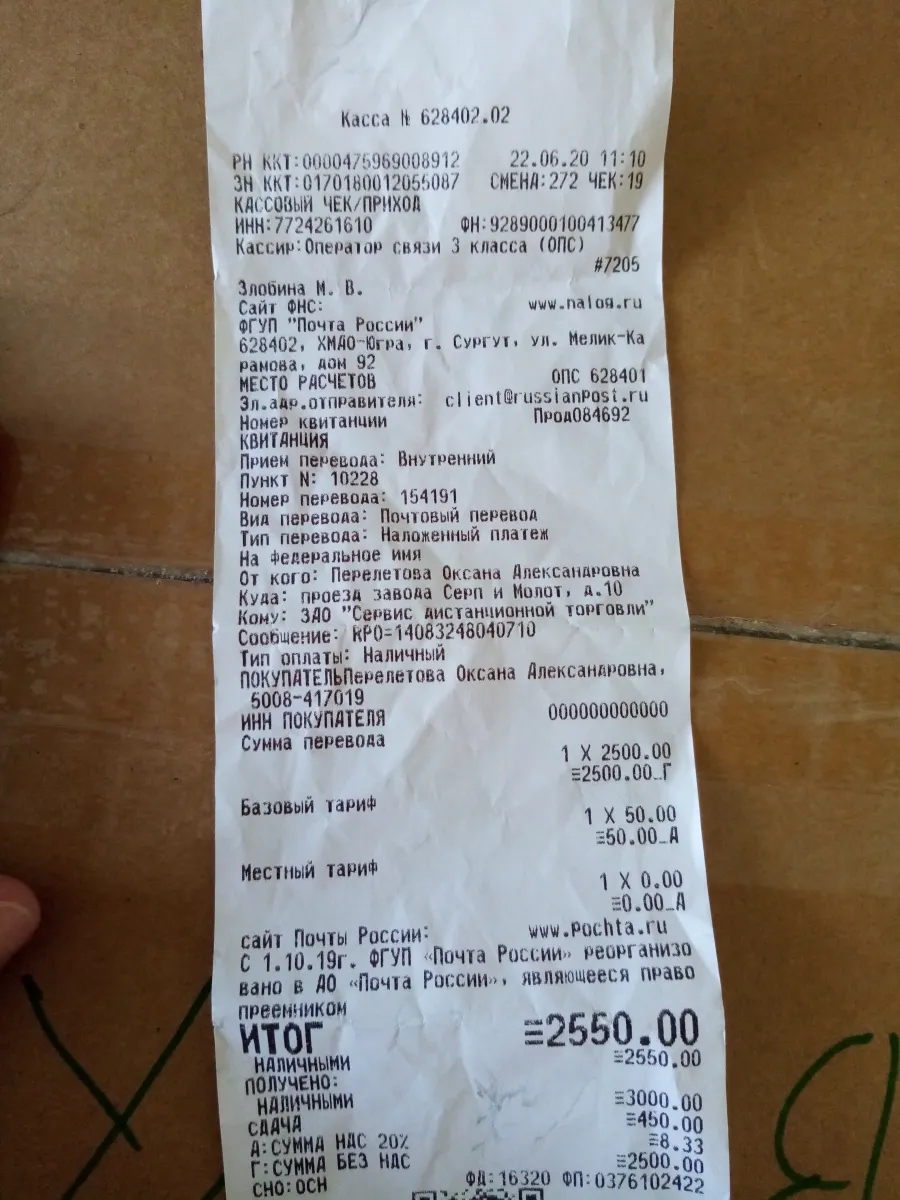 Касса № 628402.02
РН ККТ:0000475969008912 22.06.20 11:10
ЗН ККТ:0170180012055087 СМЕНА:272 ЧЕК:19
КАССОВЫЙ ЧЕК/ПРИХОД
ИНН:7724261610 ФН:9289000100413477
Кассир:Оператор связи 3 класса (ОПС)
#7205
Злобина М. В.
Сайт ФНС: www.nalog.ru
ФГУП "Почта России"
628402, ХМАО-Югра, г. Сургут, ул. Мелик-Ка
рамова, дом 92
МЕСТО РАСЧЕТОВ ОПС 628401
Эл.адр.отправителя: client@russianPost.ru
Номер квитанции Прод084692
КВИТАНЦИЯ
Прием перевода: Внутренний
Пункт N: 10228
Номер перевода: 154191
Вид перевода: Почтовый перевод
Тип перевода: Наложенный платеж
На федеральное имя
От кого: Перелетова Оксана Александровна
Куда: проезд завода Серп и Молот, д.10
Кому: ЗАО "Сервис дистанционной торговли"
Сообщение: RPO=14083248040710
Тип оплаты: Наличный
ПОКУПАТЕЛЬПерелетова Оксана Александровна,
5008-417019
ИНН ПОКУПАТЕЛЯ 000000000000
Сумма перевода
1 X 2500.00
≡2500.00_Г
Базовый тариф
1 X 50.00
≡50.00_А
Местный тариф
1 X 0.00
≡0.00_А
сайт Почты России: www.pochta.ru
С 1.10.19г. ФГУП «Почта России» реорганизо
вано в АО «Почта России», являющееся право
преемником
ИТОГ ≡2550.00
НАЛИЧНЫМИ ≡2550.00
ПОЛУЧЕНО:
НАЛИЧНЫМИ ≡3000.00
СДАЧА ≡450.00
А:СУММА НДС 20% ≡8.33
Г:СУММА БЕЗ НДС ≡2500.00
СНО:ОСН ФД:16320 ФП:0376102422